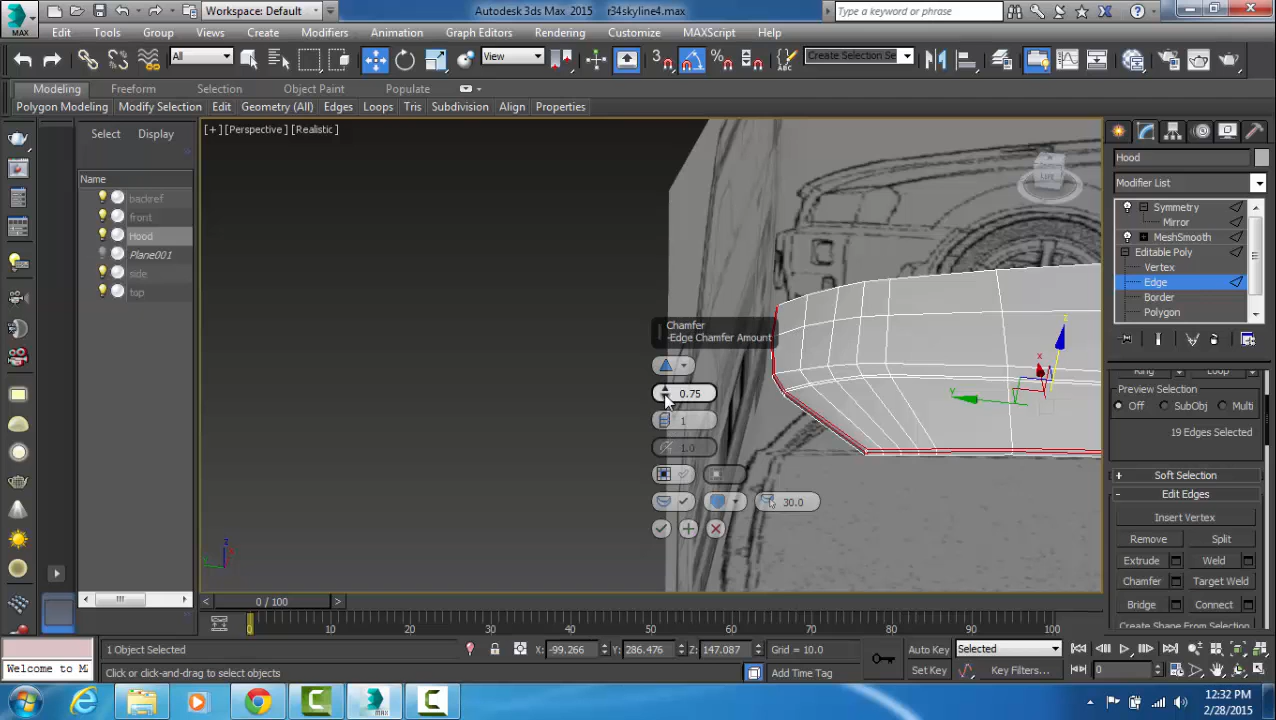 Workspace: Default
Autodesk 3ds Max 2015 r34skyline4.max
Type a keyword or phrase
MAX
Edit Tools Group Views Create Modifiers Animation Graph Editors Rendering Customize MAXScript Help
All View 3 Create Selection Se
Modeling Freeform Selection Object Paint Populate
Polygon Modeling Modify Selection Edit Geometry (All) Edges Loops Tris Subdivision Align Properties
[ + ] [Perspective ] [Realistic ]
Select Display
Name
backref
front
Hood
Plane001
side
top
Chamfer
-Edge Chamfer Amount
0.75
1
1.0
30.0
z
x
y
Hood
Modifier List
Symmetry
Mirror
MeshSmooth
Editable Poly
Vertex
Edge
Border
Polygon
Ring Loop
Preview Selection
Off SubObj Multi
19 Edges Selected
+ Soft Selection
- Edit Edges
Insert Vertex
Remove Split
Extrude Weld
Chamfer Target Weld
Bridge Connect
Create Shape From Selection
< 0 / 100 >
0 10 20 30 40 50 60 70 80 90 100
1 Object Selected X: -99.266 Y: 286.476 Z: 147.087 Grid = 10.0 Auto Key Selected
Welcome to M Click or click-and-drag to select objects Add Time Tag Set Key Key Filters... 0
12:32 PM
2/28/2015